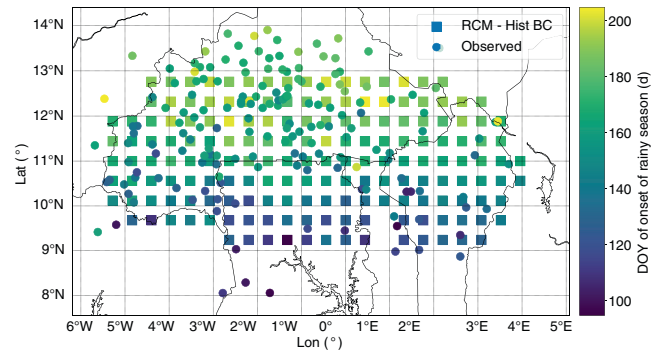 RCM - Hist BC
Observed
14°N
13°N
12°N
11°N
10°N
9°N
8°N
Lat (°)
6°W 5°W 4°W 3°W 2°W 1°W 0° 1°E 2°E 3°E 4°E 5°E
Lon (°)
200
180
160
140
120
100
DOY of onset of rainy season (d)